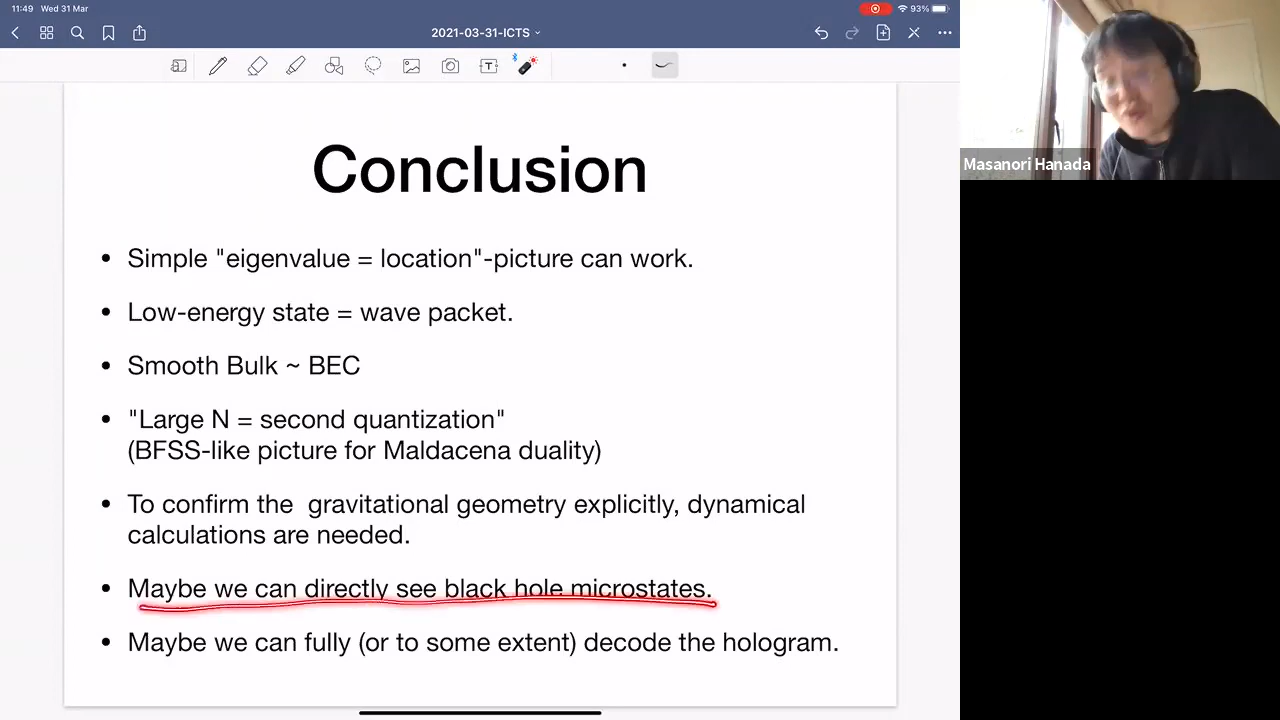 11:49 Wed 31 Mar
93%
2021-03-31-ICTS
T
Masanori Hanada
Conclusion
• Simple "eigenvalue = location"-picture can work.
• Low-energy state = wave packet.
• Smooth Bulk ~ BEC
• "Large N = second quantization"
(BFSS-like picture for Maldacena duality)
• To confirm the gravitational geometry explicitly, dynamical
calculations are needed.
• Maybe we can directly see black hole microstates.
• Maybe we can fully (or to some extent) decode the hologram.